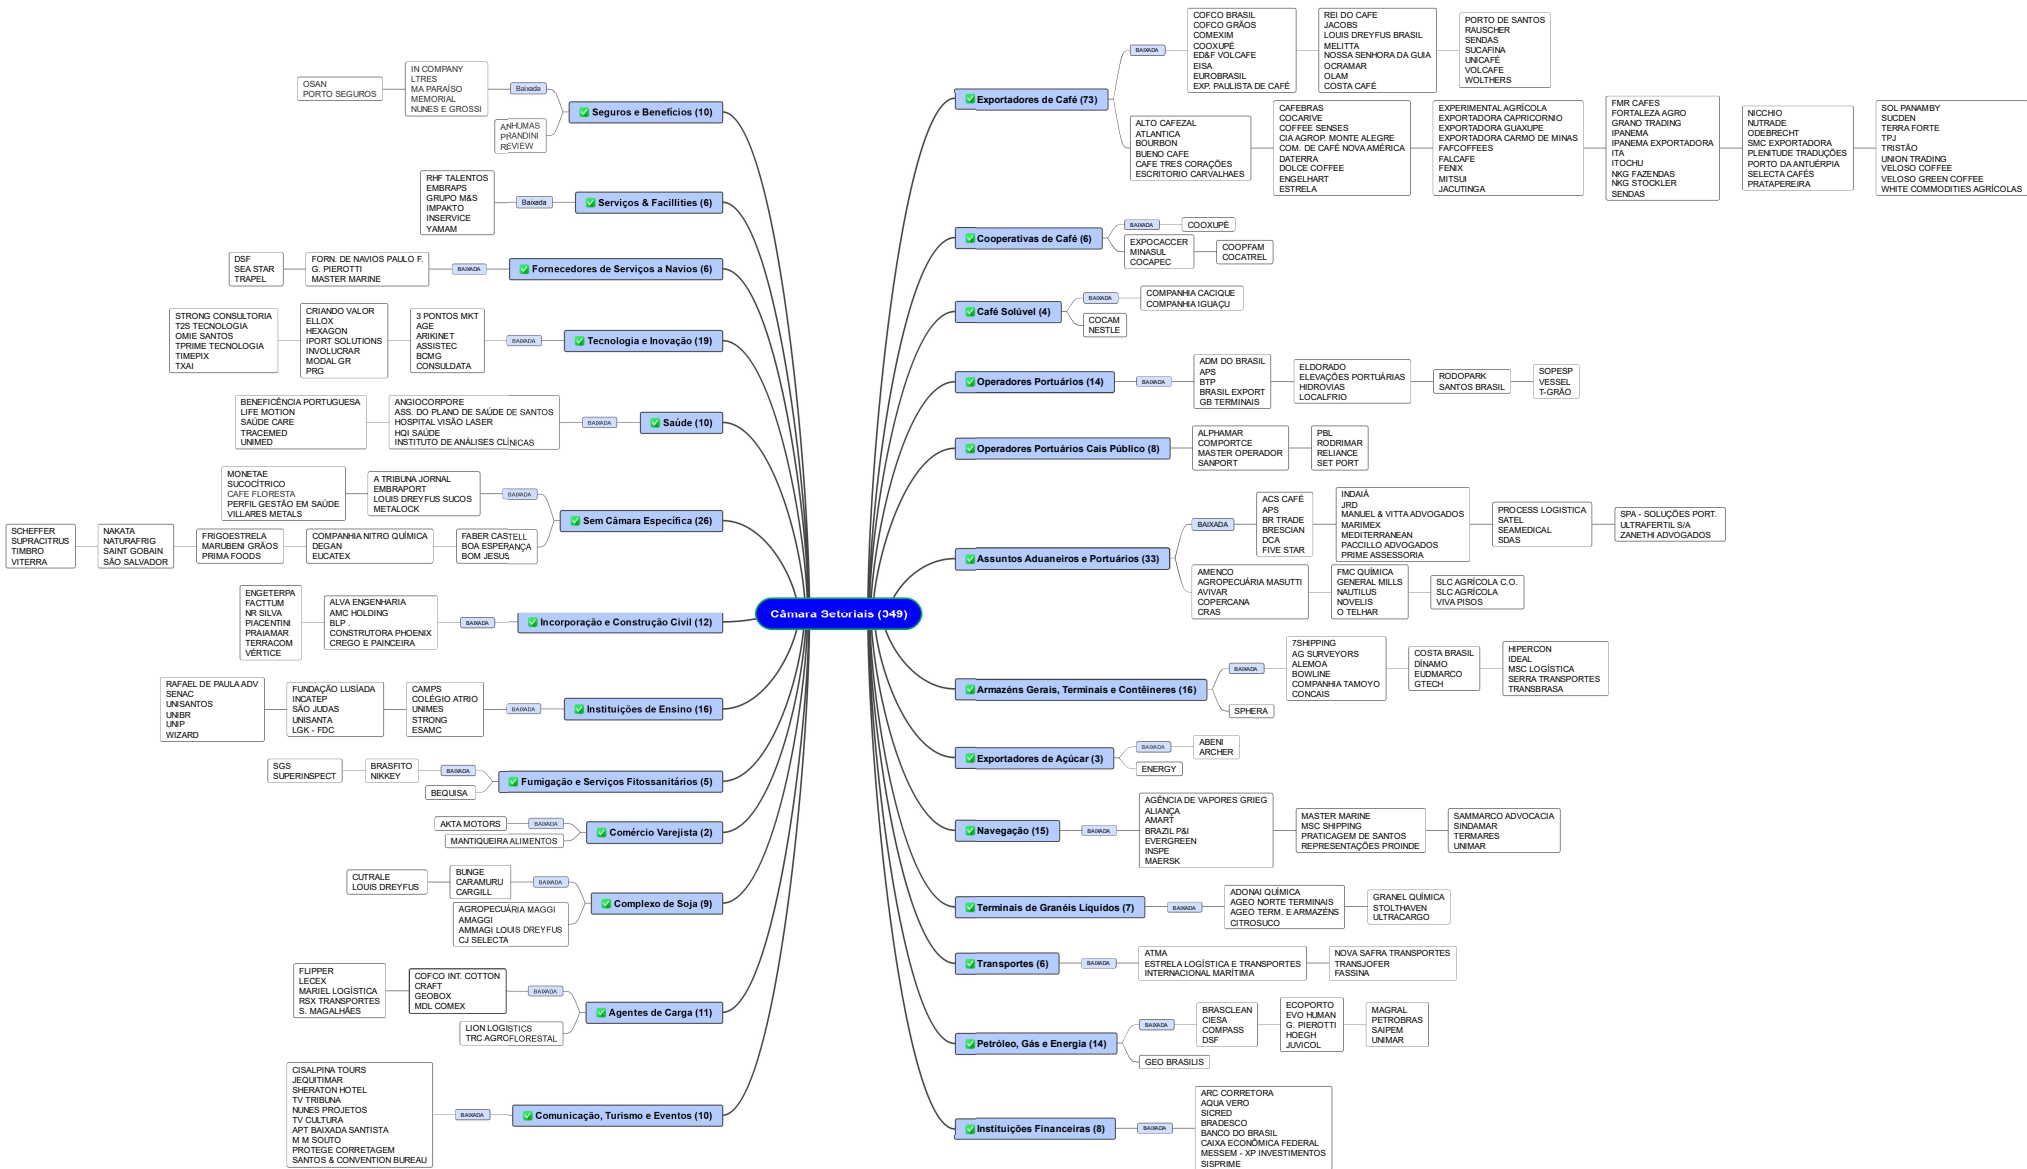 Câmara Setoriais (349)
Seguros e Benefícios (10)
Baixada
IN COMPANY
LTRES
MA PARAÍSO
MEMORIAL
NUNES E GROSSI
OSAN
PORTO SEGUROS
ANHUMAS
PRANDINI
REVIEW
Serviços & Facillities (6)
Baixada
RHF TALENTOS
EMBRAPS
GRUPO M&S
IMPAKTO
INSERVICE
YAMAM
Fornecedores de Serviços a Navios (6)
BAIXADA
FORN. DE NAVIOS PAULO F.
G. PIEROTTI
MASTER MARINE
DSF
SEA STAR
TRAPEL
Tecnologia e Inovação (19)
BAIXADA
3 PONTOS MKT
AGE
ARIKINET
ASSISTEC
BCMG
CONSULDATA
CRIANDO VALOR
ELLOX
HEXAGON
IPORT SOLUTIONS
INVOLUCRAR
MODAL GR
PRG
STRONG CONSULTORIA
T2S TECNOLOGIA
OMIE SANTOS
TPRIME TECNOLOGIA
TIMEPIX
TXAI
Saúde (10)
BAIXADA
ANGIOCORPORE
ASS. DO PLANO DE SAÚDE DE SANTOS
HOSPITAL VISÃO LASER
HQI SAÚDE
INSTITUTO DE ANÁLISES CLÍNICAS
BENEFICÊNCIA PORTUGUESA
LIFE MOTION
SAÚDE CARE
TRACEMED
UNIMED
Sem Câmara Específica (26)
BAIXADA
A TRIBUNA JORNAL
EMBRAPORT
LOUIS DREYFUS SUCOS
METALOCK
MONETAE
SUCOCÍTRICO
CAFE FLORESTA
PERFIL GESTÃO EM SAÚDE
VILLARES METALS
FABER CASTELL
BOA ESPERANÇA
BOM JESUS
COMPANHIA NITRO QUÍMICA
DEGAN
EUCATEX
FRIGOESTRELA
MARUBENI GRÃOS
PRIMA FOODS
NAKATA
NATURAFRIG
SAINT GOBAIN
SÃO SALVADOR
SCHEFFER
SUPRACITRUS
TIMBRO
VITERRA
Incorporação e Construção Civil (12)
BAIXADA
ALVA ENGENHARIA
AMC HOLDING
BLP .
CONSTRUTORA PHOENIX
CREGO E PAINCEIRA
ENGETERPA
FACTTUM
NR SILVA
PIACENTINI
PRAIAMAR
TERRACOM
VÉRTICE
Instituições de Ensino (16)
BAIXADA
CAMPS
COLÉGIO ATRIO
UNIMES
STRONG
ESAMC
FUNDAÇÃO LUSÍADA
INCATEP
SÃO JUDAS
UNISANTA
LGK - FDC
RAFAEL DE PAULA ADV
SENAC
UNISANTOS
UNIBR
UNIP
WIZARD
Fumigação e Serviços Fitossanitários (5)
BAIXADA
BRASFITO
NIKKEY
SGS
SUPERINSPECT
BEQUISA
Comércio Varejista (2)
BAIXADA
AKTA MOTORS
MANTIQUEIRA ALIMENTOS
Complexo de Soja (9)
BAIXADA
BUNGE
CARAMURU
CARGILL
CUTRALE
LOUIS DREYFUS
AGROPECUÁRIA MAGGI
AMAGGI
AMMAGI LOUIS DREYFUS
CJ SELECTA
Agentes de Carga (11)
BAIXADA
COFCO INT. COTTON
CRAFT
GEOBOX
MDL COMEX
FLIPPER
LECEX
MARIEL LOGÍSTICA
RSX TRANSPORTES
S. MAGALHÃES
LION LOGISTICS
TRC AGROFLORESTAL
Comunicação, Turismo e Eventos (10)
BAIXADA
CISALPINA TOURS
JEQUITIMAR
SHERATON HOTEL
TV TRIBUNA
NUNES PROJETOS
TV CULTURA
APT BAIXADA SANTISTA
M M SOUTO
PROTEGE CORRETAGEM
SANTOS & CONVENTION BUREAU
Exportadores de Café (73)
BAIXADA
COFCO BRASIL
COFCO GRÃOS
COMEXIM
COOXUPÉ
ED&F VOLCAFE
EISA
EUROBRASIL
EXP. PAULISTA DE CAFÉ
REI DO CAFE
JACOBS
LOUIS DREYFUS BRASIL
MELITTA
NOSSA SENHORA DA GUIA
OCRAMAR
OLAM
COSTA CAFÉ
PORTO DE SANTOS
RAUSCHER
SENDAS
SUCAFINA
UNICAFÉ
VOLCAFE
WOLTHERS
ALTO CAFEZAL
ATLANTICA
BOURBON
BUENO CAFE
CAFE TRES CORAÇÕES
ESCRITORIO CARVALHAES
CAFEBRAS
COCARIVE
COFFEE SENSES
CIA AGROP. MONTE ALEGRE
COM. DE CAFÉ NOVA AMÉRICA
DATERRA
DOLCE COFFEE
ENGELHART
ESTRELA
EXPERIMENTAL AGRÍCOLA
EXPORTADORA CAPRICORNIO
EXPORTADORA GUAXUPE
EXPORTADORA CARMO DE MINAS
FAFCOFFEES
FALCAFE
FENIX
MITSUI
JACUTINGA
FMR CAFES
FORTALEZA AGRO
GRANO TRADING
IPANEMA
IPANEMA EXPORTADORA
ITA
ITOCHU
NKG FAZENDAS
NKG STOCKLER
SENDAS
NICCHIO
NUTRADE
ODEBRECHT
SMC EXPORTADORA
PLENITUDE TRADUÇÕES
PORTO DA ANTUÉRPIA
SELECTA CAFÉS
PRATAPEREIRA
SOL PANAMBY
SUCDEN
TERRA FORTE
TPJ
TRISTÃO
UNION TRADING
VELOSO COFFEE
VELOSO GREEN COFFEE
WHITE COMMODITIES AGRÍCOLAS
Cooperativas de Café (6)
BAIXADA
COOXUPÉ
EXPOCACCER
MINASUL
COCAPEC
COOPFAM
COCATREL
Café Solúvel (4)
BAIXADA
COMPANHIA CACIQUE
COMPANHIA IGUAÇU
COCAM
NESTLE
Operadores Portuários (14)
BAIXADA
ADM DO BRASIL
APS
BTP
BRASIL EXPORT
GB TERMINAIS
ELDORADO
ELEVAÇÕES PORTUÁRIAS
HIDROVIAS
LOCALFRIO
RODOPARK
SANTOS BRASIL
SOPESP
VESSEL
T-GRÃO
Operadores Portuários Cais Público (8)
ALPHAMAR
COMPORTCE
MASTER OPERADOR
SANPORT
PBL
RODRIMAR
RELIANCE
SET PORT
Assuntos Aduaneiros e Portuários (33)
BAIXADA
ACS CAFÉ
APS
BR TRADE
BRESCIAN
DCA
FIVE STAR
INDAIÁ
JRD
MANUEL & VITTA ADVOGADOS
MARIMEX
MEDITERRANEAN
PACCILLO ADVOGADOS
PRIME ASSESSORIA
PROCESS LOGISTICA
SATEL
SEAMEDICAL
SDAS
SPA - SOLUÇÕES PORT.
ULTRAFERTIL S/A
ZANETHI ADVOGADOS
AMENCO
AGROPECUÁRIA MASUTTI
AVIVAR
COPERCANA
CRAS
FMC QUÍMICA
GENERAL MILLS
NAUTILUS
NOVELIS
O TELHAR
SLC AGRÍCOLA C.O.
SLC AGRÍCOLA
VIVA PISOS
Armazéns Gerais, Terminais e Contêineres (16)
BAIXADA
7SHIPPING
AG SURVEYORS
ALEMOA
BOWLINE
COMPANHIA TAMOYO
CONCAIS
COSTA BRASIL
DÍNAMO
EUDMARCO
GTECH
HIPERCON
IDEAL
MSC LOGÍSTICA
SERRA TRANSPORTES
TRANSBRASA
SPHERA
Exportadores de Açúcar (3)
BAIXADA
ABENI
ARCHER
ENERGY
Navegação (15)
BAIXADA
AGÊNCIA DE VAPORES GRIEG
ALIANÇA
AMART
BRAZIL P&I
EVERGREEN
INSPE
MAERSK
MASTER MARINE
MSC SHIPPING
PRATICAGEM DE SANTOS
REPRESENTAÇÕES PROINDE
SAMMARCO ADVOCACIA
SINDAMAR
TERMARES
UNIMAR
Terminais de Granéis Líquidos (7)
BAIXADA
ADONAI QUÍMICA
AGEO NORTE TERMINAIS
AGEO TERM. E ARMAZÉNS
CITROSUCO
GRANEL QUÍMICA
STOLTHAVEN
ULTRACARGO
Transportes (6)
BAIXADA
ATMA
ESTRELA LOGÍSTICA E TRANSPORTES
INTERNACIONAL MARÍTIMA
NOVA SAFRA TRANSPORTES
TRANSJOFER
FASSINA
Petróleo, Gás e Energia (14)
BAIXADA
BRASCLEAN
CIESA
COMPASS
DSF
ECOPORTO
EVO HUMAN
G. PIEROTTI
HOEGH
JUVICOL
MAGRAL
PETROBRAS
SAIPEM
UNIMAR
GEO BRASILIS
Instituições Financeiras (8)
BAIXADA
ARC CORRETORA
AQUA VERO
SICRED
BRADESCO
BANCO DO BRASIL
CAIXA ECONÔMICA FEDERAL
MESSEM - XP INVESTIMENTOS
SISPRIME